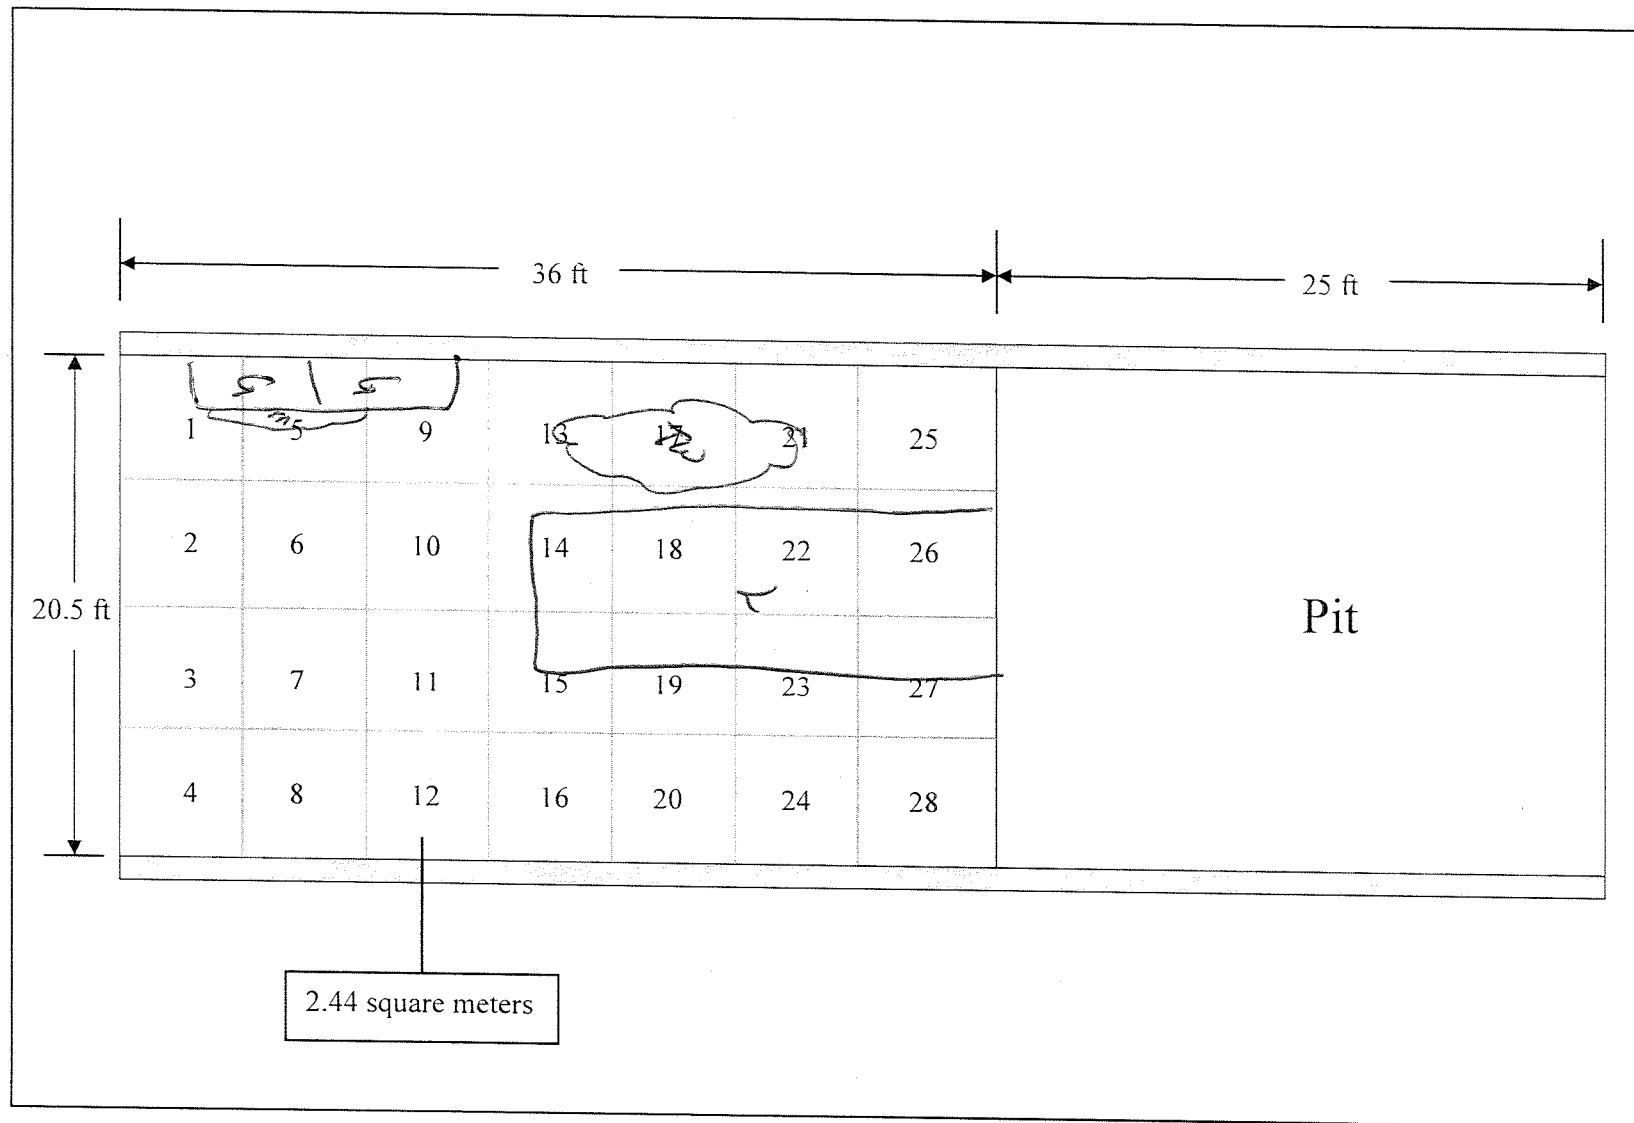 36 ft
25 ft
20.5 ft
1 5 9 13 17 21 25
2 6 10 14 18 22 26
3 7 11 15 19 23 27
4 8 12 16 20 24 28
Pit
2.44 square meters